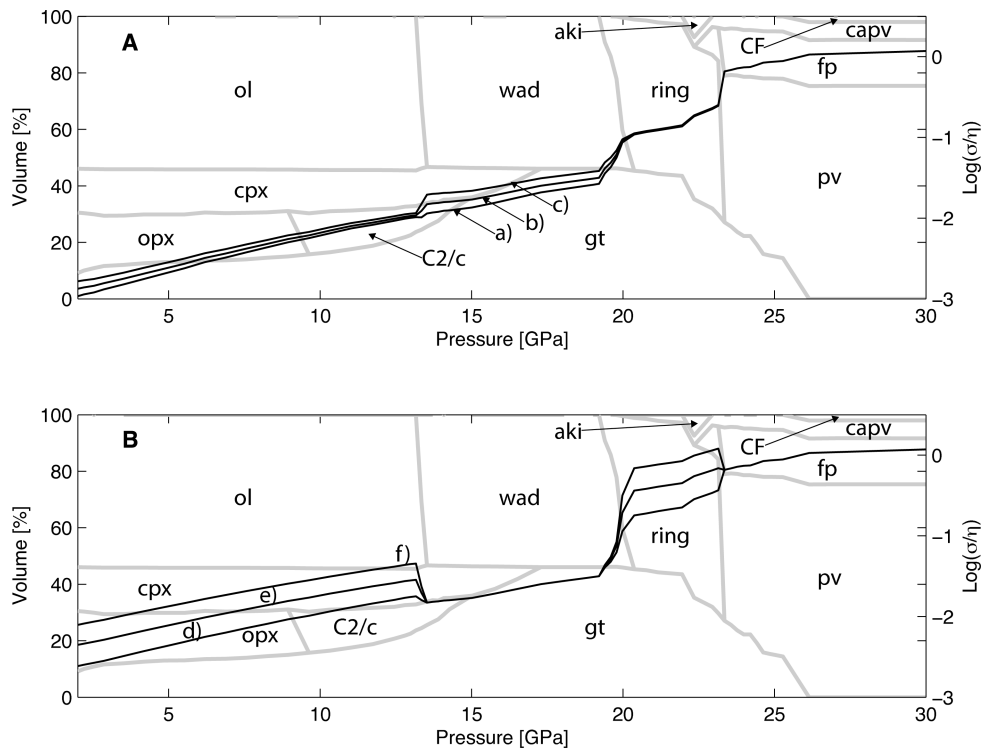 A
100
80
60
40
20
0
Volume [%]
5
10
15
20
25
30
Pressure [GPa]
0
−1
−2
−3
Log(σ/η)
ol
wad
ring
aki
CF
capv
fp
pv
cpx
opx
C2/c
gt
a)
b)
c)
B
100
80
60
40
20
0
Volume [%]
5
10
15
20
25
30
Pressure [GPa]
0
−1
−2
−3
Log(σ/η)
ol
wad
ring
aki
CF
capv
fp
pv
cpx
opx
C2/c
gt
d)
e)
f)